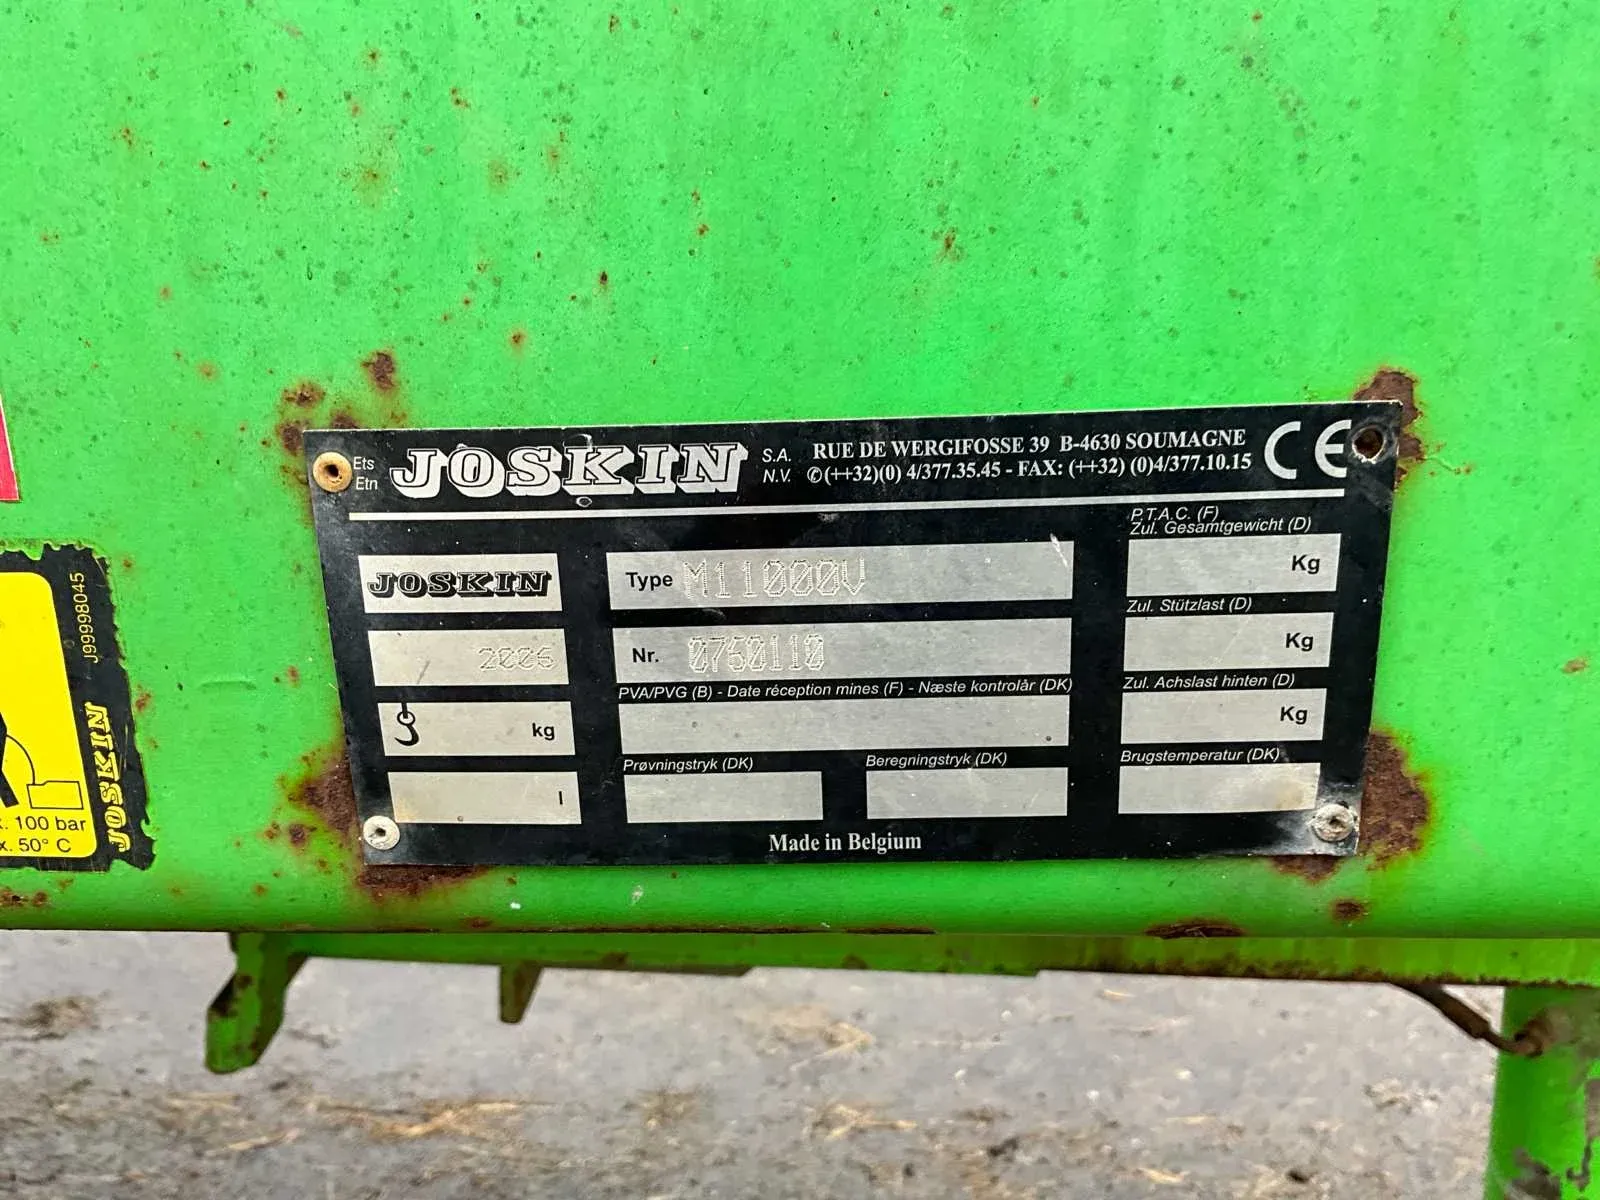 Ets
Etn
JOSKIN
S.A.
N.V.
RUE DE WERGIFOSSE 39 B-4630 SOUMAGNE
✆(++32)(0) 4/377.35.45 - FAX: (++32) (0)4/377.10.15
CE
JOSKIN
2006
kg
l
Type M11000V
Nr. 0760110
PVA/PVG (B) - Date réception mines (F) - Næste kontrolår (DK)
Prøvningstryk (DK)
Beregningstryk (DK)
P.T.A.C. (F)
Zul. Gesamtgewicht (D)
Kg
Zul. Stützlast (D)
Kg
Zul. Achslast hinten (D)
Kg
Brugstemperatur (DK)
Made in Belgium
J99998045
JOSKIN
100 bar
50° C